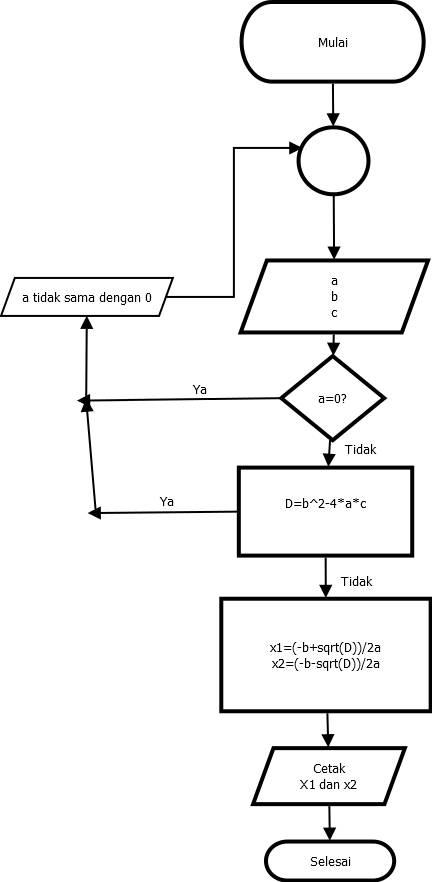 Mulai
a
b
c
a tidak sama dengan 0
a=0?
Ya
Tidak
D=b^2-4*a*c
Ya
Tidak
x1=(-b+sqrt(D))/2a
x2=(-b-sqrt(D))/2a
Cetak
X1 dan x2
Selesai